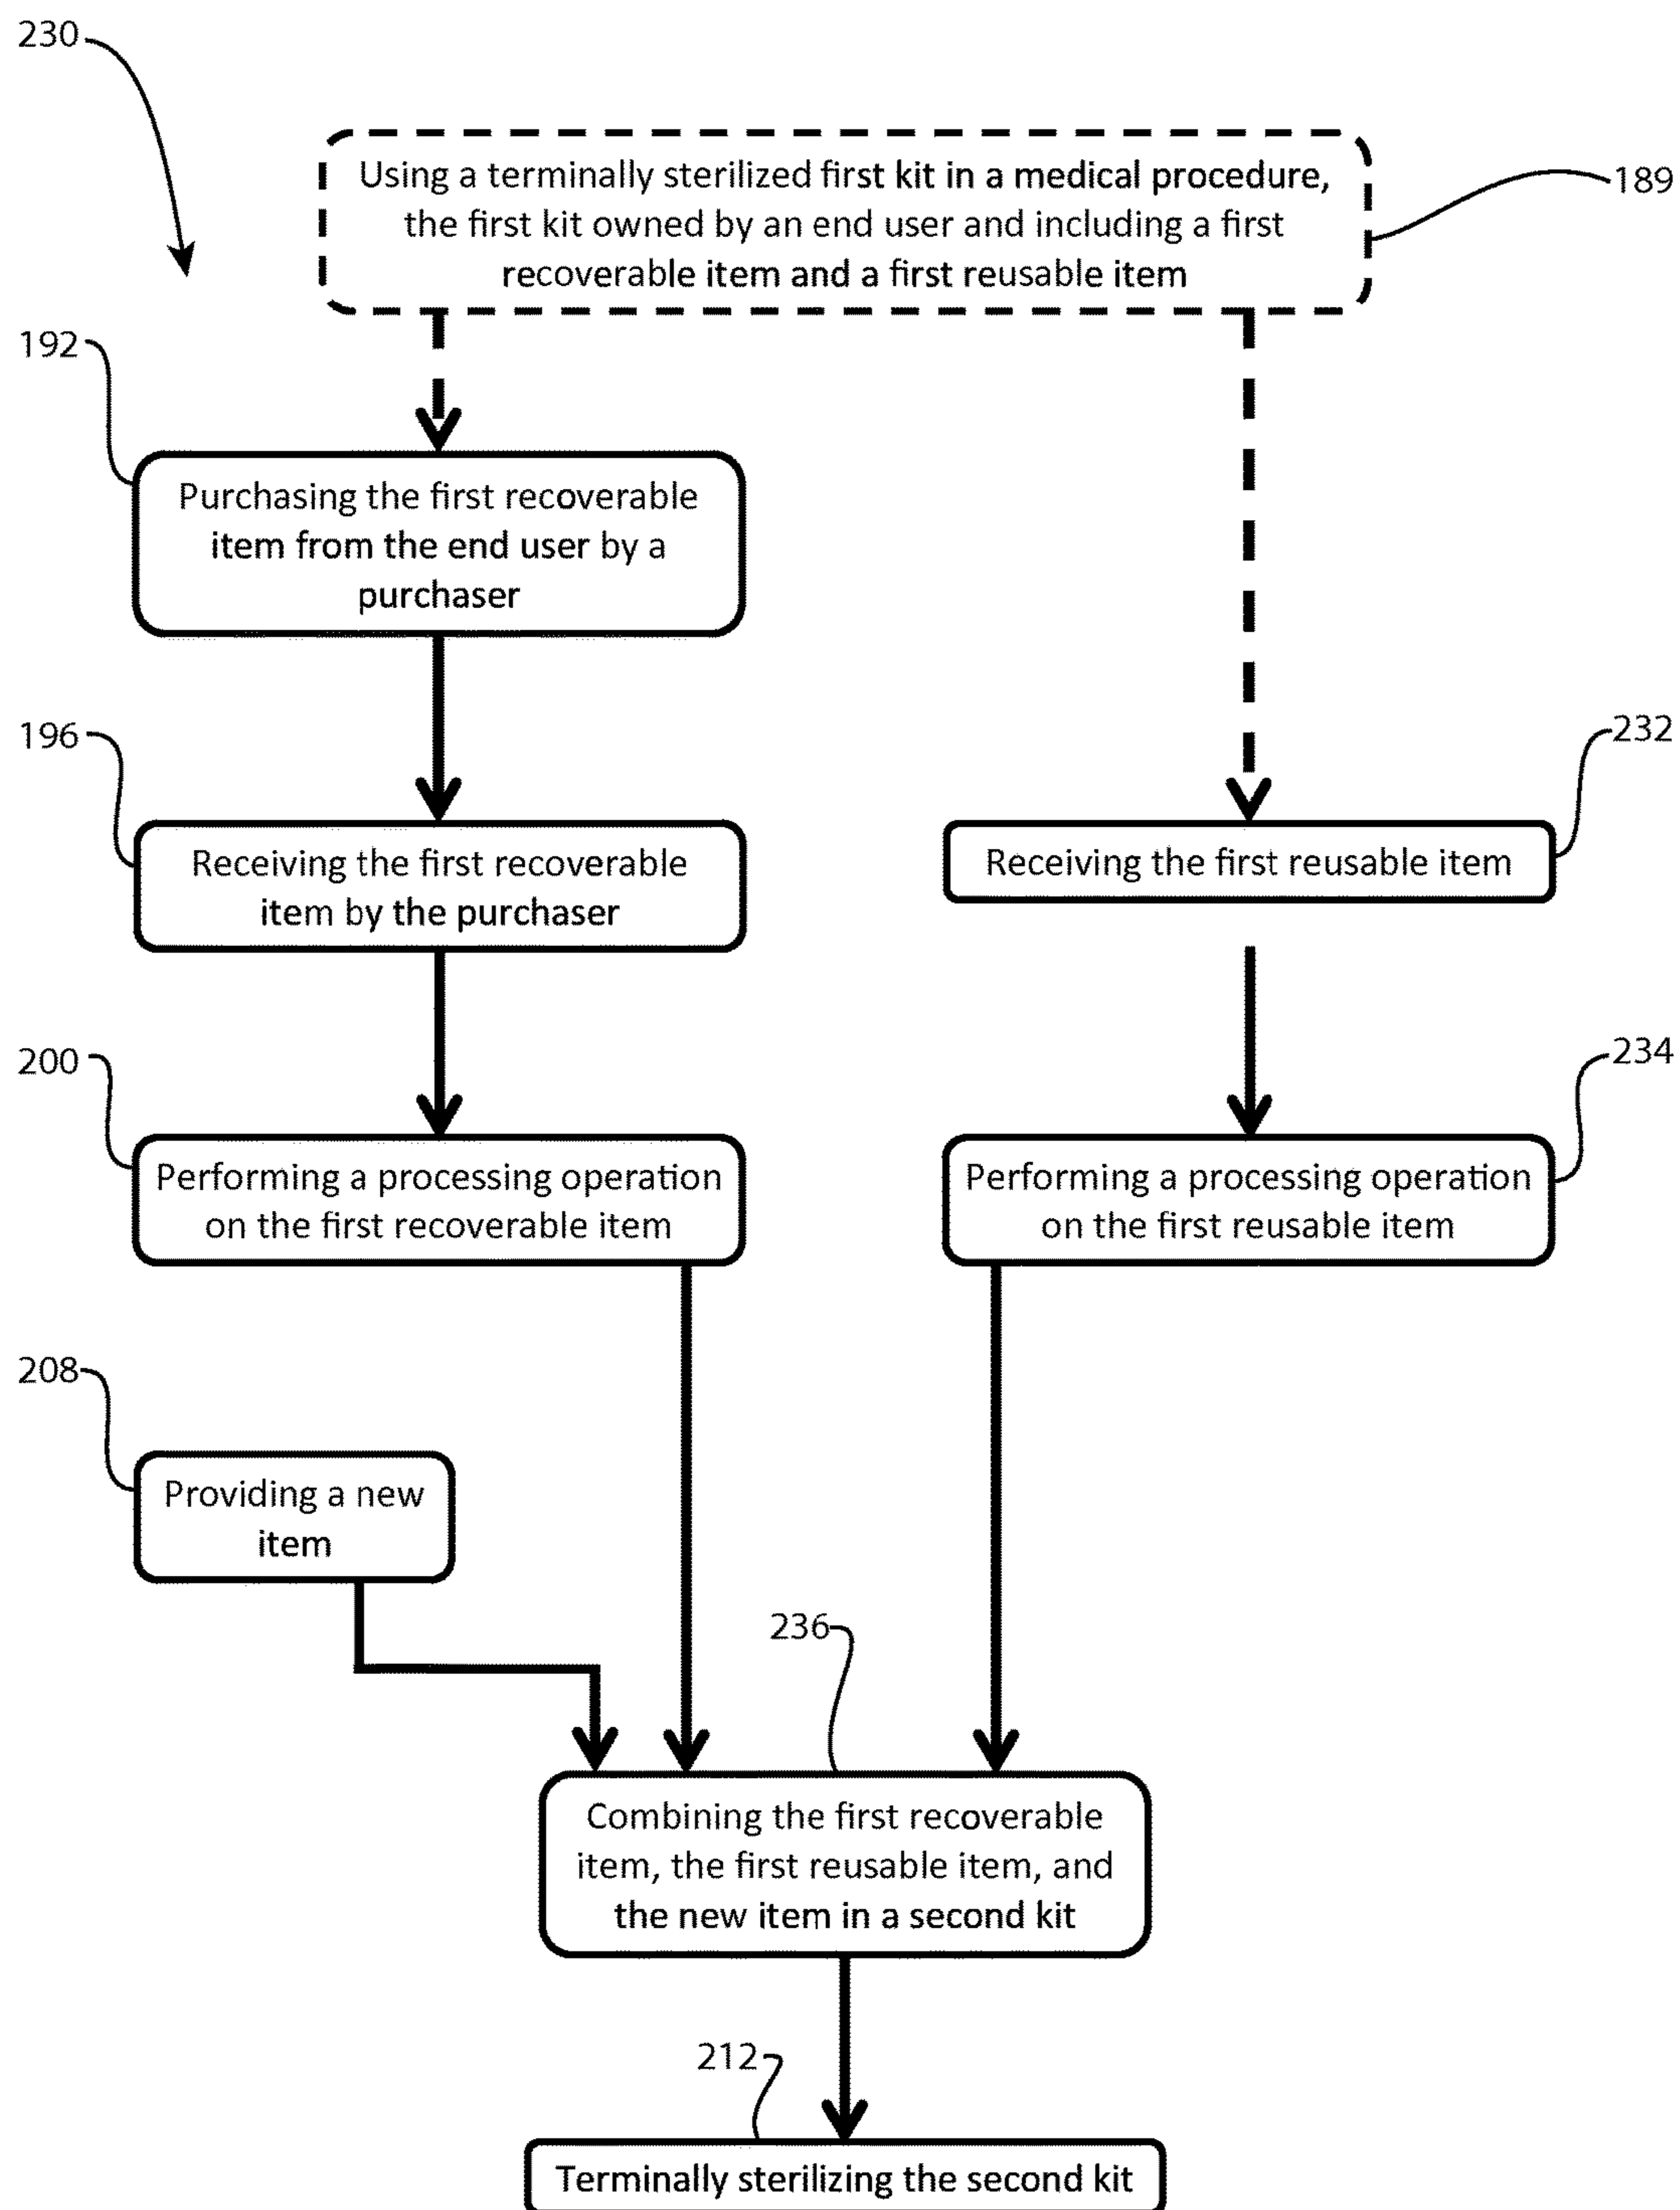 230
Using a terminally sterilized first kit in a medical procedure,
the first kit owned by an end user and including a first
recoverable item and a first reusable item
189
192
Purchasing the first recoverable
item from the end user by a
purchaser
196
Receiving the first recoverable
item by the purchaser
232
Receiving the first reusable item
200
Performing a processing operation
on the first recoverable item
234
Performing a processing operation
on the first reusable item
208
Providing a new
item
236
Combining the first recoverable
item, the first reusable item, and
the new item in a second kit
212
Terminally sterilizing the second kit